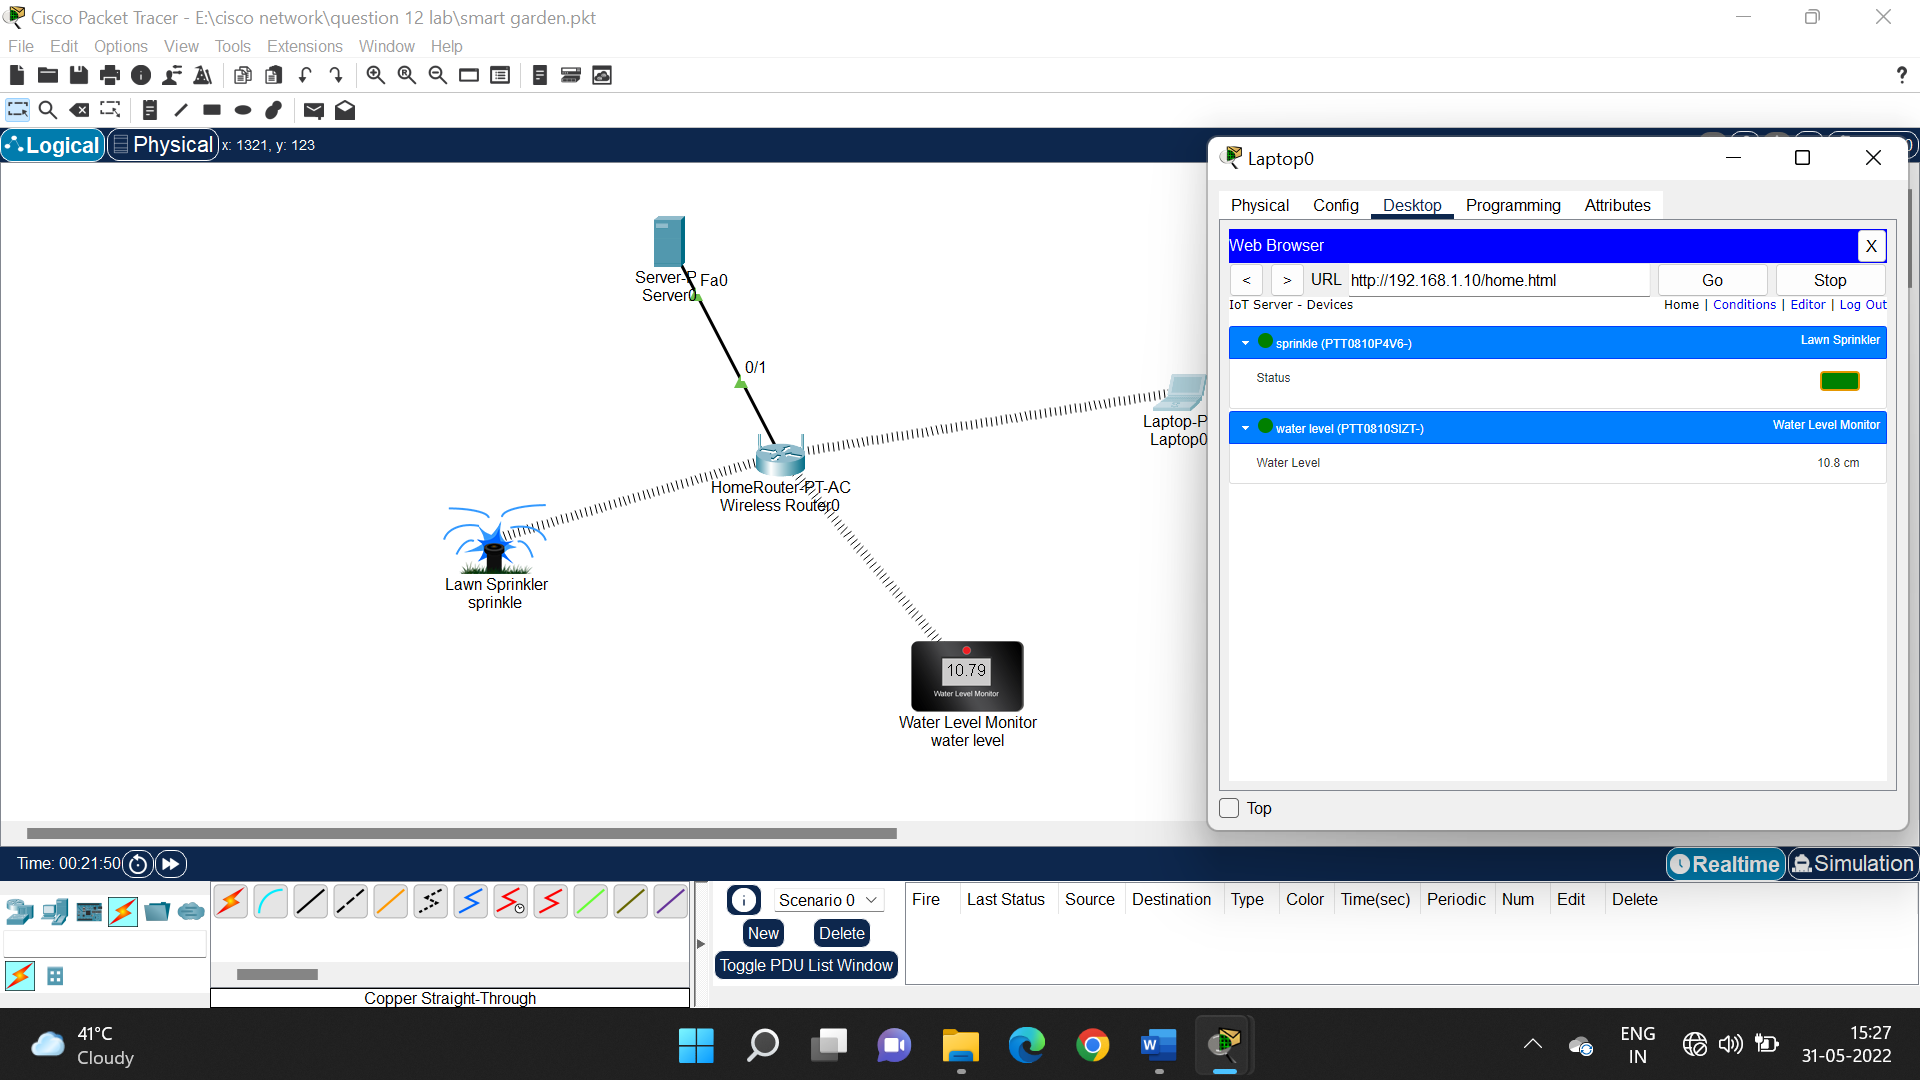 Cisco Packet Tracer - E:\cisco network\question 12 lab\smart garden.pkt
File Edit Options View Tools Extensions Window Help
?
Logical Physical x: 1321, y: 123
Server-P Fa0
Server0
0/1
Laptop-P
Laptop0
HomeRouter-PT-AC
Wireless Router0
Lawn Sprinkler
sprinkle
10.79
Water Level Monitor
Water Level Monitor
water level
Laptop0
Physical Config Desktop Programming Attributes
Web Browser X
< > URL http://192.168.1.10/home.html Go Stop
IoT Server - Devices Home | Conditions | Editor | Log Out
sprinkle (PTT0810P4V6-) Lawn Sprinkler
Status
water level (PTT0810SIZT-) Water Level Monitor
Water Level 10.8 cm
Top
Time: 00:21:50 Realtime Simulation
Scenario 0
New Delete
Toggle PDU List Window
Fire Last Status Source Destination Type Color Time(sec) Periodic Num Edit Delete
Copper Straight-Through
41°C
Cloudy
ENG
IN
15:27
31-05-2022